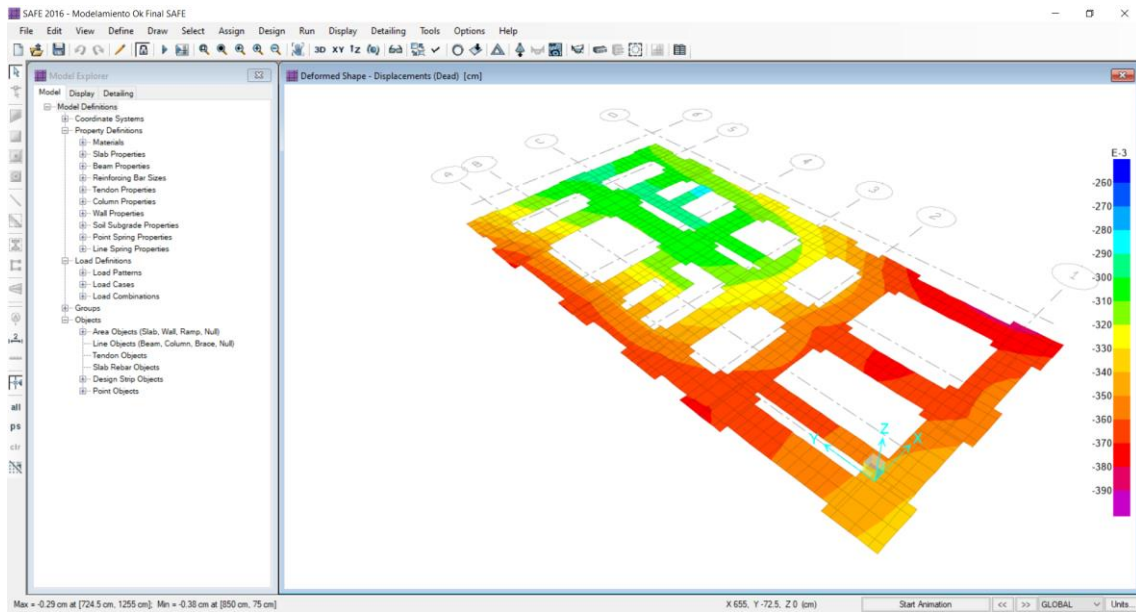 SAFE 2016 - Modelamiento Ok Final SAFE
File Edit View Define Draw Select Assign Design Run Display Detailing Tools Options Help
3D XY
Model Explorer
Model Display Detailing
Model Definitions
Coordinate Systems
Property Definitions
Materials
Slab Properties
Beam Properties
Reinforcing Bar Sizes
Tendon Properties
Column Properties
Wall Properties
Soil Subgrade Properties
Point Spring Properties
Line Spring Properties
Load Definitions
Load Patterns
Load Cases
Load Combinations
Groups
Objects
Area Objects (Slab, Wall, Ramp, Null)
Line Objects (Beam, Column, Brace, Null)
Tendon Objects
Slab Rebar Objects
Design Strip Objects
Point Objects
all
ps
clr
Deformed Shape - Displacements (Dead) [cm]
A
B
C
D
6
5
4
3
2
1
Z
Y
X
E-3
-260
-270
-280
-290
-300
-310
-320
-330
-340
-350
-360
-370
-380
-390
Max = -0.29 cm at [724.5 cm, 1255 cm]; Min = -0.38 cm at [850 cm, 75 cm]
X 655, Y -72.5, Z 0 (cm)
Start Animation
<< >>
GLOBAL
Units...